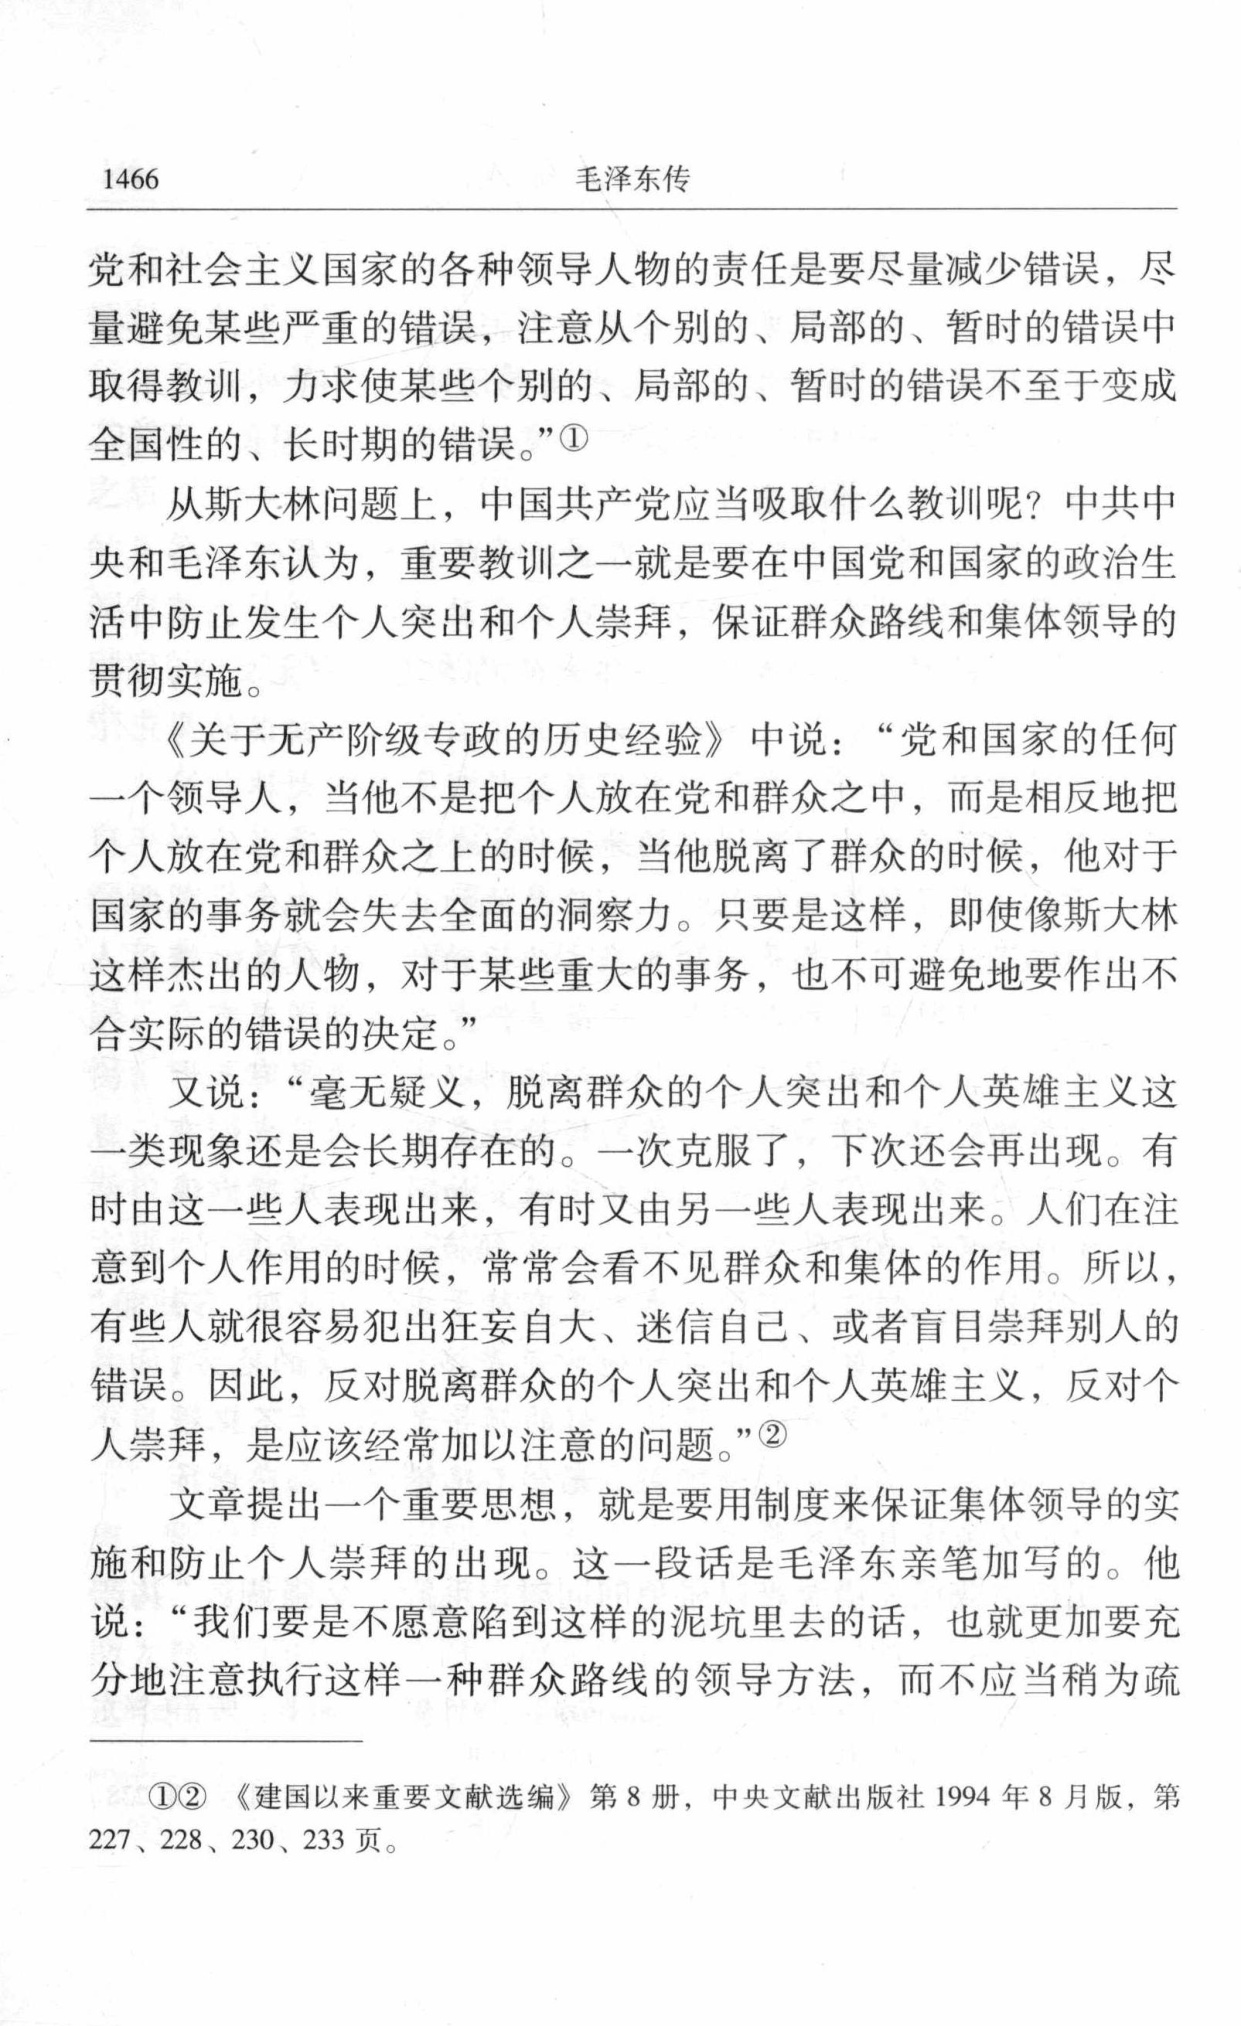 1466 毛泽东传
党和社会主义国家的各种领导人物的责任是要尽量减少错误，尽
量避免某些严重的错误，注意从个别的、局部的、暂时的错误中
取得教训，力求使某些个别的、局部的、暂时的错误不至于变成
全国性的、长时期的错误。”①
从斯大林问题上，中国共产党应当吸取什么教训呢？中共中
央和毛泽东认为，重要教训之一就是要在中国党和国家的政治生
活中防止发生个人突出和个人崇拜，保证群众路线和集体领导的
贯彻实施。
《关于无产阶级专政的历史经验》中说：“党和国家的任何
一个领导人，当他不是把个人放在党和群众之中，而是相反地把
个人放在党和群众之上的时候，当他脱离了群众的时候，他对于
国家的事务就会失去全面的洞察力。只要是这样，即使像斯大林
这样杰出的人物，对于某些重大的事务，也不可避免地要作出不
合实际的错误的决定。”
又说：“毫无疑义，脱离群众的个人突出和个人英雄主义这
一类现象还是会长期存在的。一次克服了，下次还会再出现。有
时由这一些人表现出来，有时又由另一些人表现出来。人们在注
意到个人作用的时候，常常会看不见群众和集体的作用。所以，
有些人就很容易犯出狂妄自大、迷信自己、或者盲目崇拜别人的
错误。因此，反对脱离群众的个人突出和个人英雄主义，反对个
人崇拜，是应该经常加以注意的问题。”②
文章提出一个重要思想，就是要用制度来保证集体领导的实
施和防止个人崇拜的出现。这一段话是毛泽东亲笔加写的。他
说：“我们要是不愿意陷到这样的泥坑里去的话，也就更加要充
分地注意执行这样一种群众路线的领导方法，而不应当稍为疏
①② 《建国以来重要文献选编》第 8 册，中央文献出版社 1994 年 8 月版，第
227、228、230、233 页。